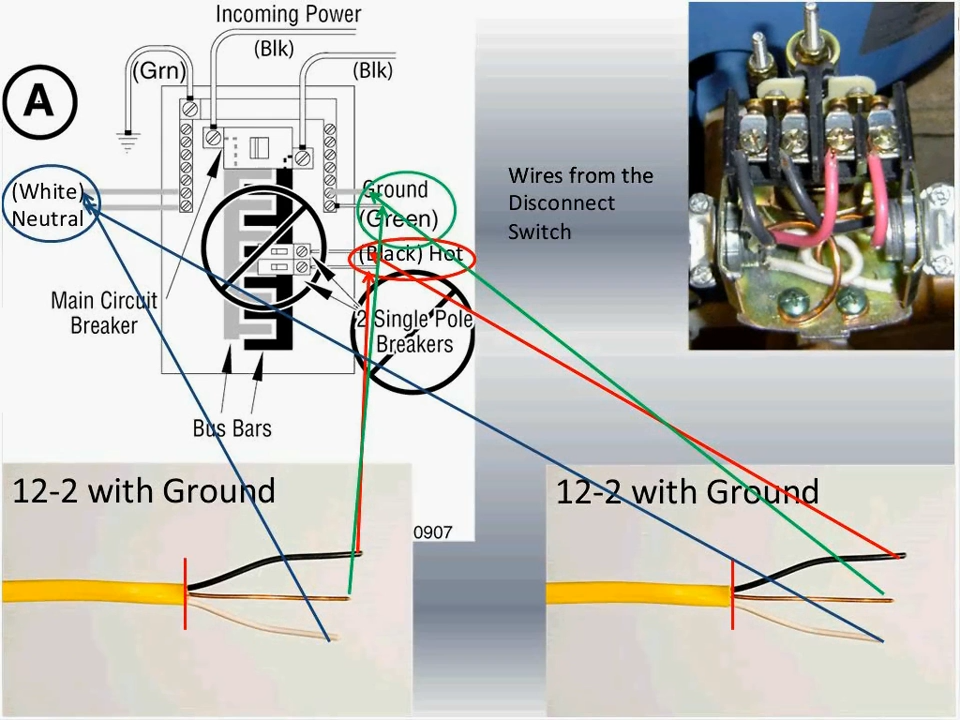 Incoming Power
(Blk)
(Blk)
(Grn)
A
(White)
Neutral
Ground
(Green)
(Black) Hot
Wires from the
Disconnect
Switch
Main Circuit
Breaker
2 Single Pole
Breakers
Bus Bars
12-2 with Ground
12-2 with Ground
0907